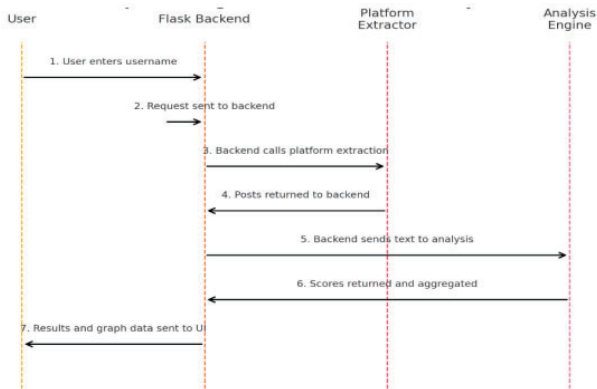 User
Flask Backend
Platform
Extractor
Analysis
Engine
1. User enters username
2. Request sent to backend
3. Backend calls platform extraction
4. Posts returned to backend
5. Backend sends text to analysis
6. Scores returned and aggregated
7. Results and graph data sent to UI